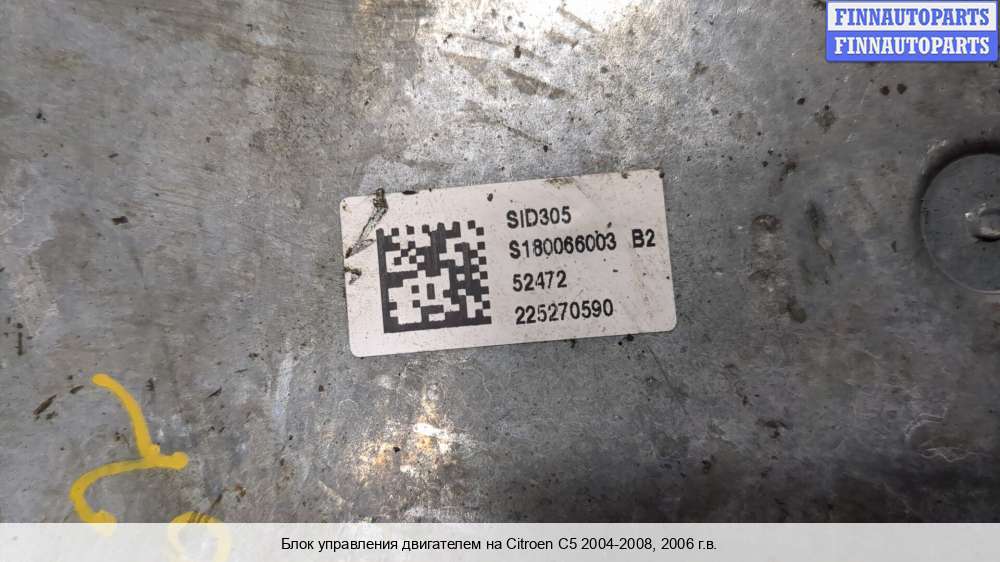 FINNAUTOPARTS
FINNAUTOPARTS
SID305
S180066003 B2
52472
225270590
Блок управления двигателем на Citroen C5 2004-2008, 2006 г.в.